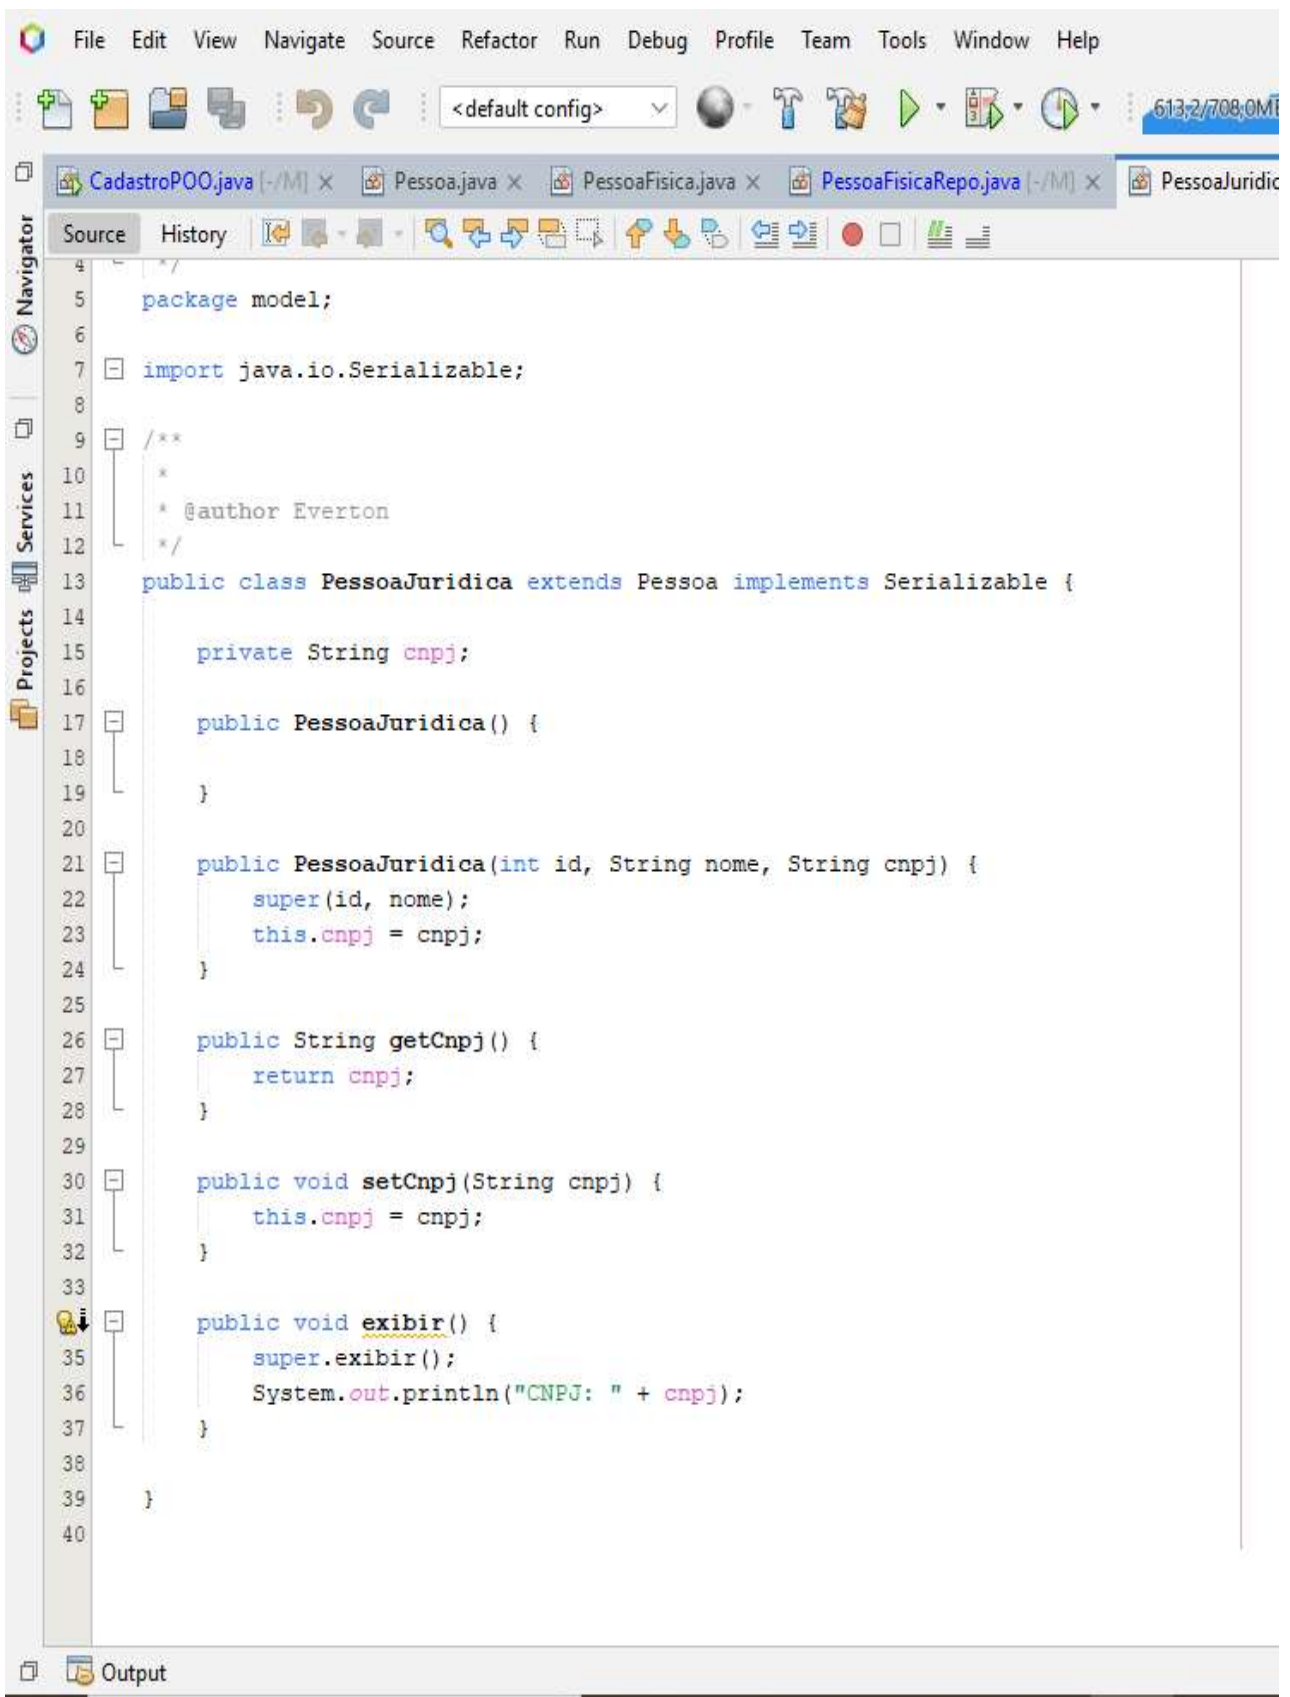 File Edit View Navigate Source Refactor Run Debug Profile Team Tools Window Help
<default config> 613,2/708,0MB
CadastroPOO.java [-/M] × Pessoa.java × PessoaFisica.java × PessoaFisicaRepo.java [-/M] × PessoaJuridic
Source History
Navigator
Services
Projects
4 */
5 package model;
6
7 import java.io.Serializable;
8
9 /**
10 *
11 * @author Everton
12 */
13 public class PessoaJuridica extends Pessoa implements Serializable {
14
15 private String cnpj;
16
17 public PessoaJuridica() {
18
19 }
20
21 public PessoaJuridica(int id, String nome, String cnpj) {
22 super(id, nome);
23 this.cnpj = cnpj;
24 }
25
26 public String getCnpj() {
27 return cnpj;
28 }
29
30 public void setCnpj(String cnpj) {
31 this.cnpj = cnpj;
32 }
33
public void exibir() {
35 super.exibir();
36 System.out.println("CNPJ: " + cnpj);
37 }
38
39 }
40
Output